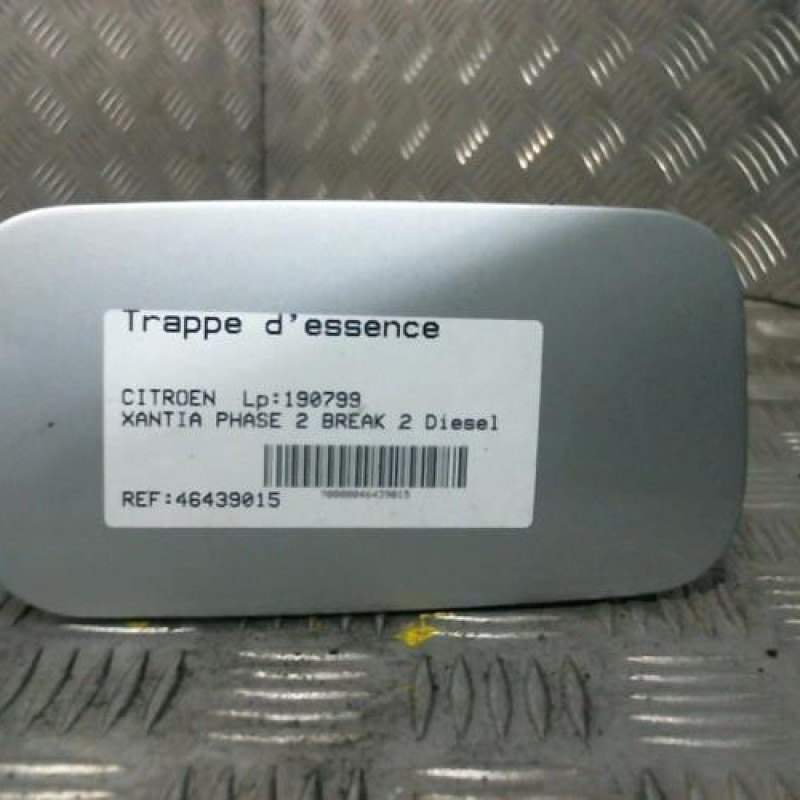 Trappe d'essence
CITROEN Lp:190799
XANTIA PHASE 2 BREAK 2 Diesel
REF:46439015